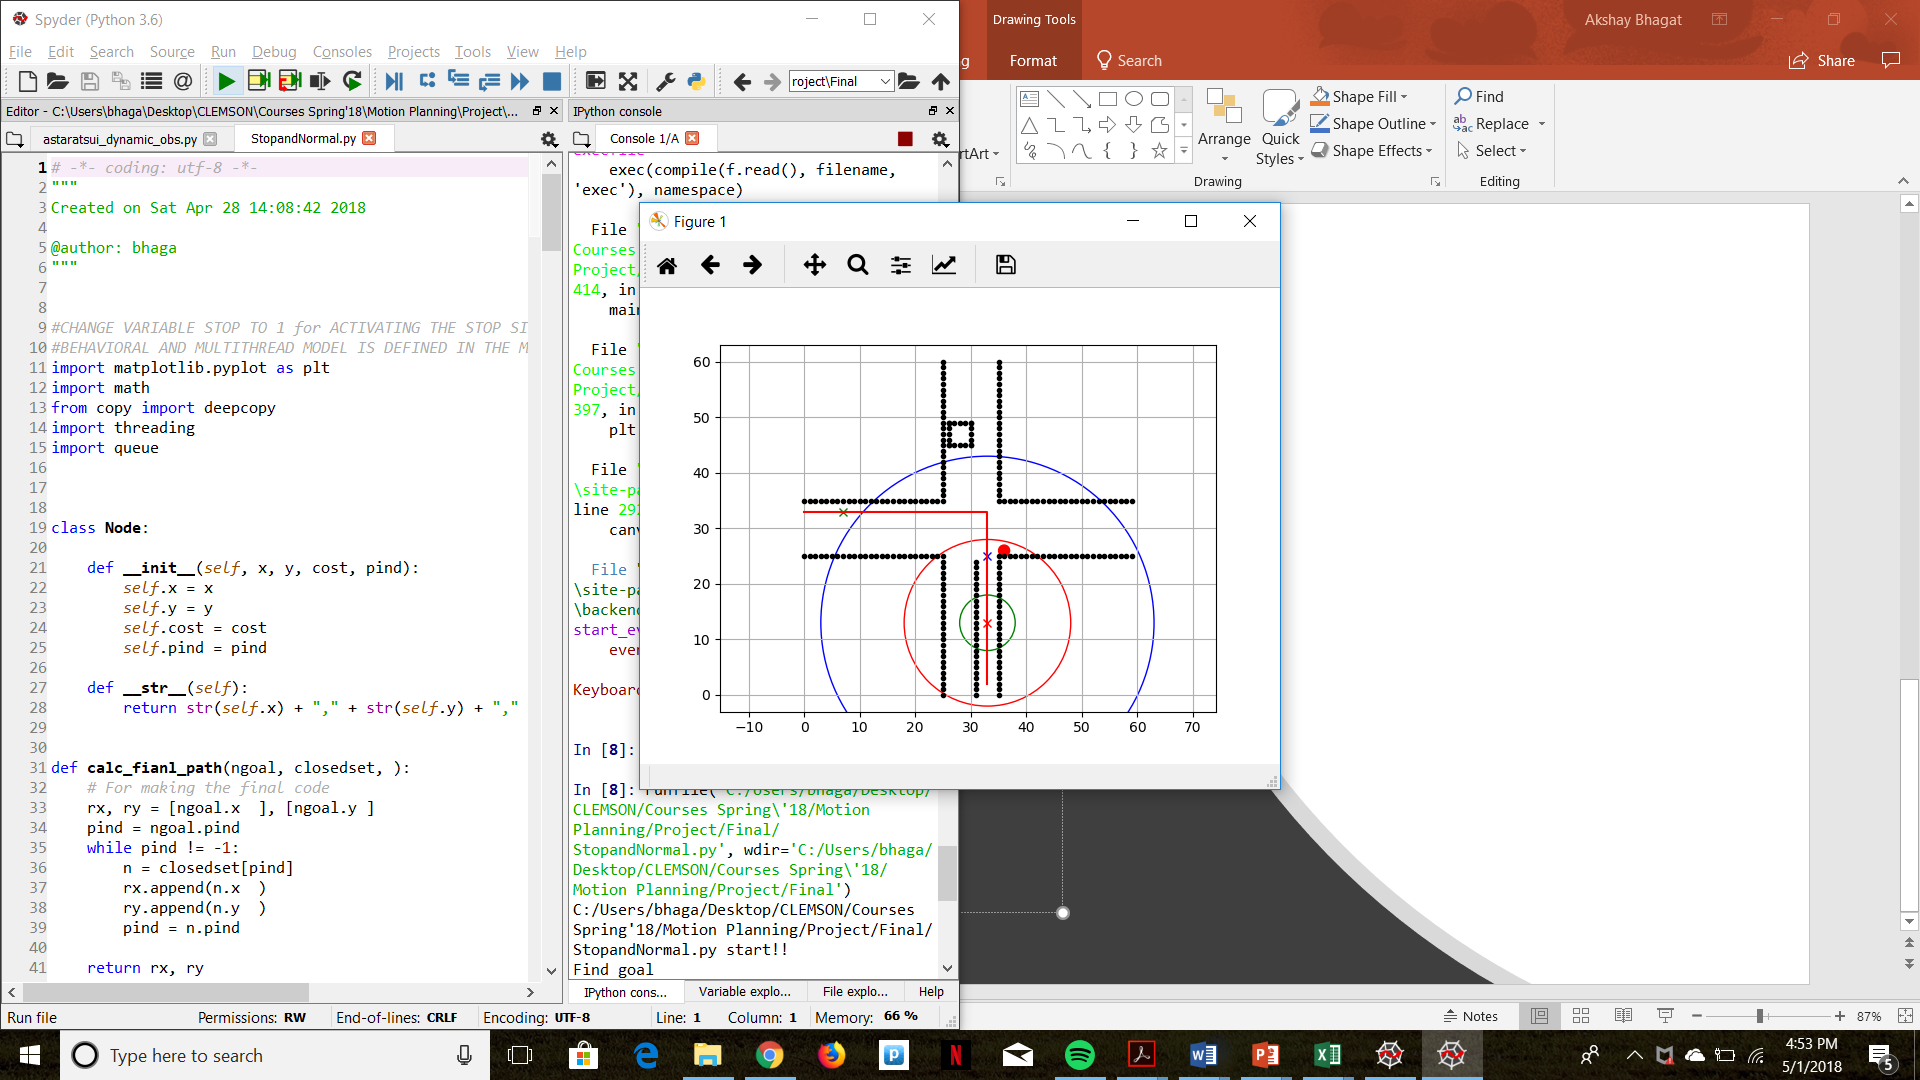 Spyder (Python 3.6)
File Edit Search Source Run Debug Consoles Projects Tools View Help
roject\Final
Editor - C:\Users\bhaga\Desktop\CLEMSON\Courses Spring'18\Motion Planning\Project\...
astaratsui_dynamic_obs.py StopandNormal.py
1 # -*- coding: utf-8 -*-
2 """
3 Created on Sat Apr 28 14:08:42 2018
4
5 @author: bhaga
6 """
7
8
9 #CHANGE VARIABLE STOP TO 1 for ACTIVATING THE STOP SI
10 #BEHAVIORAL AND MULTITHREAD MODEL IS DEFINED IN THE M
11 import matplotlib.pyplot as plt
12 import math
13 from copy import deepcopy
14 import threading
15 import queue
16
17
18
19 class Node:
20
21 def __init__(self, x, y, cost, pind):
22 self.x = x
23 self.y = y
24 self.cost = cost
25 self.pind = pind
26
27 def __str__(self):
28 return str(self.x) + "," + str(self.y) + ","
29
30
31 def calc_fianl_path(ngoal, closedset, ):
32 # For making the final code
33 rx, ry = [ngoal.x ], [ngoal.y ]
34 pind = ngoal.pind
35 while pind != -1:
36 n = closedset[pind]
37 rx.append(n.x )
38 ry.append(n.y )
39 pind = n.pind
40
41 return rx, ry
IPython console
Console 1/A
exec(compile(f.read(), filename,
'exec'), namespace)
File "
Courses
Project/
414, in
main
File "
Courses
Project/
397, in
plt
File "
\site-pa
line 292
canv
File "
\site-pa
\backend
start_ev
even
Keyboard
In [8]:
In [8]: runfile('C:/Users/bhaga/Desktop/
CLEMSON/Courses Spring\'18/Motion
Planning/Project/Final/
StopandNormal.py', wdir='C:/Users/bhaga/
Desktop/CLEMSON/Courses Spring\'18/
Motion Planning/Project/Final')
C:/Users/bhaga/Desktop/CLEMSON/Courses
Spring'18/Motion Planning/Project/Final/
StopandNormal.py start!!
Find goal
IPython cons... Variable explo... File explo... Help
Run file Permissions: RW End-of-lines: CRLF Encoding: UTF-8 Line: 1 Column: 1 Memory: 66 %
Figure 1
60
50
40
30
20
10
0
−10 0 10 20 30 40 50 60 70
Drawing Tools Akshay Bhagat
g Format Search Share
rtArt
Arrange
Quick
Styles
Shape Fill
Shape Outline
Shape Effects
Find
Replace
Select
Drawing Editing
Notes 87%
Type here to search
4:53 PM
5/1/2018
5